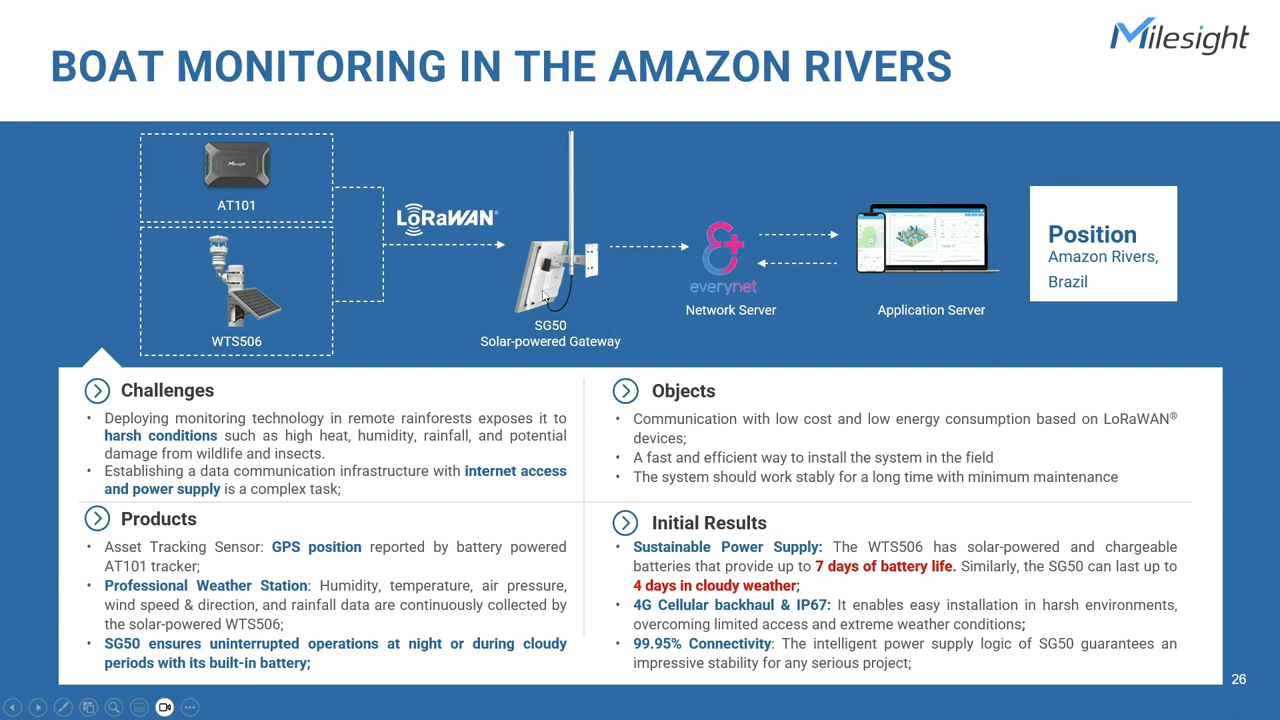 Milesight
BOAT MONITORING IN THE AMAZON RIVERS
Milesight
AT101
WTS506
LoRaWAN®
SG50
Solar-powered Gateway
everynet
Network Server
Application Server
Position
Amazon Rivers,
Brazil
Challenges
• Deploying monitoring technology in remote rainforests exposes it to
harsh conditions such as high heat, humidity, rainfall, and potential
damage from wildlife and insects.
• Establishing a data communication infrastructure with internet access
and power supply is a complex task;
Objects
• Communication with low cost and low energy consumption based on LoRaWAN®
devices;
• A fast and efficient way to install the system in the field
• The system should work stably for a long time with minimum maintenance
Products
• Asset Tracking Sensor: GPS position reported by battery powered
AT101 tracker;
• Professional Weather Station: Humidity, temperature, air pressure,
wind speed & direction, and rainfall data are continuously collected by
the solar-powered WTS506;
• SG50 ensures uninterrupted operations at night or during cloudy
periods with its built-in battery;
Initial Results
• Sustainable Power Supply: The WTS506 has solar-powered and chargeable
batteries that provide up to 7 days of battery life. Similarly, the SG50 can last up to
4 days in cloudy weather;
• 4G Cellular backhaul & IP67: It enables easy installation in harsh environments,
overcoming limited access and extreme weather conditions;
• 99.95% Connectivity: The intelligent power supply logic of SG50 guarantees an
impressive stability for any serious project;
26